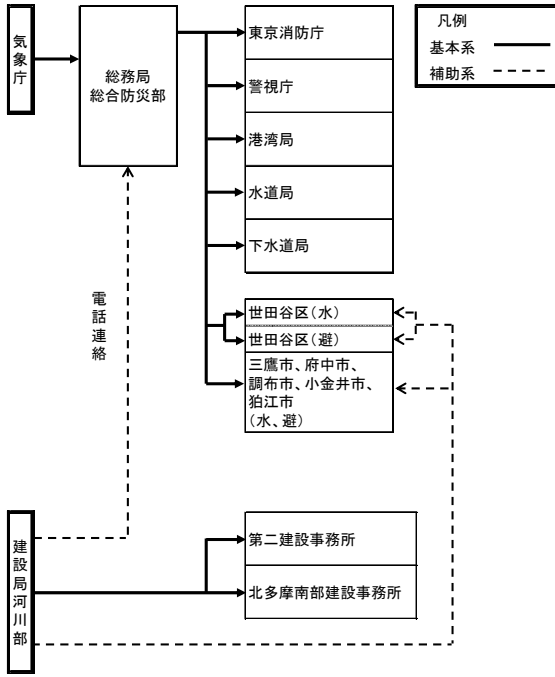 気象庁
総務局
総合防災部
東京消防庁
警視庁
港湾局
水道局
下水道局
凡例
基本系
補助系
電話連絡
世田谷区(水)
世田谷区(避)
三鷹市、府中市、
調布市、小金井市、
狛江市
(水、避)
建設局河川部
第二建設事務所
北多摩南部建設事務所